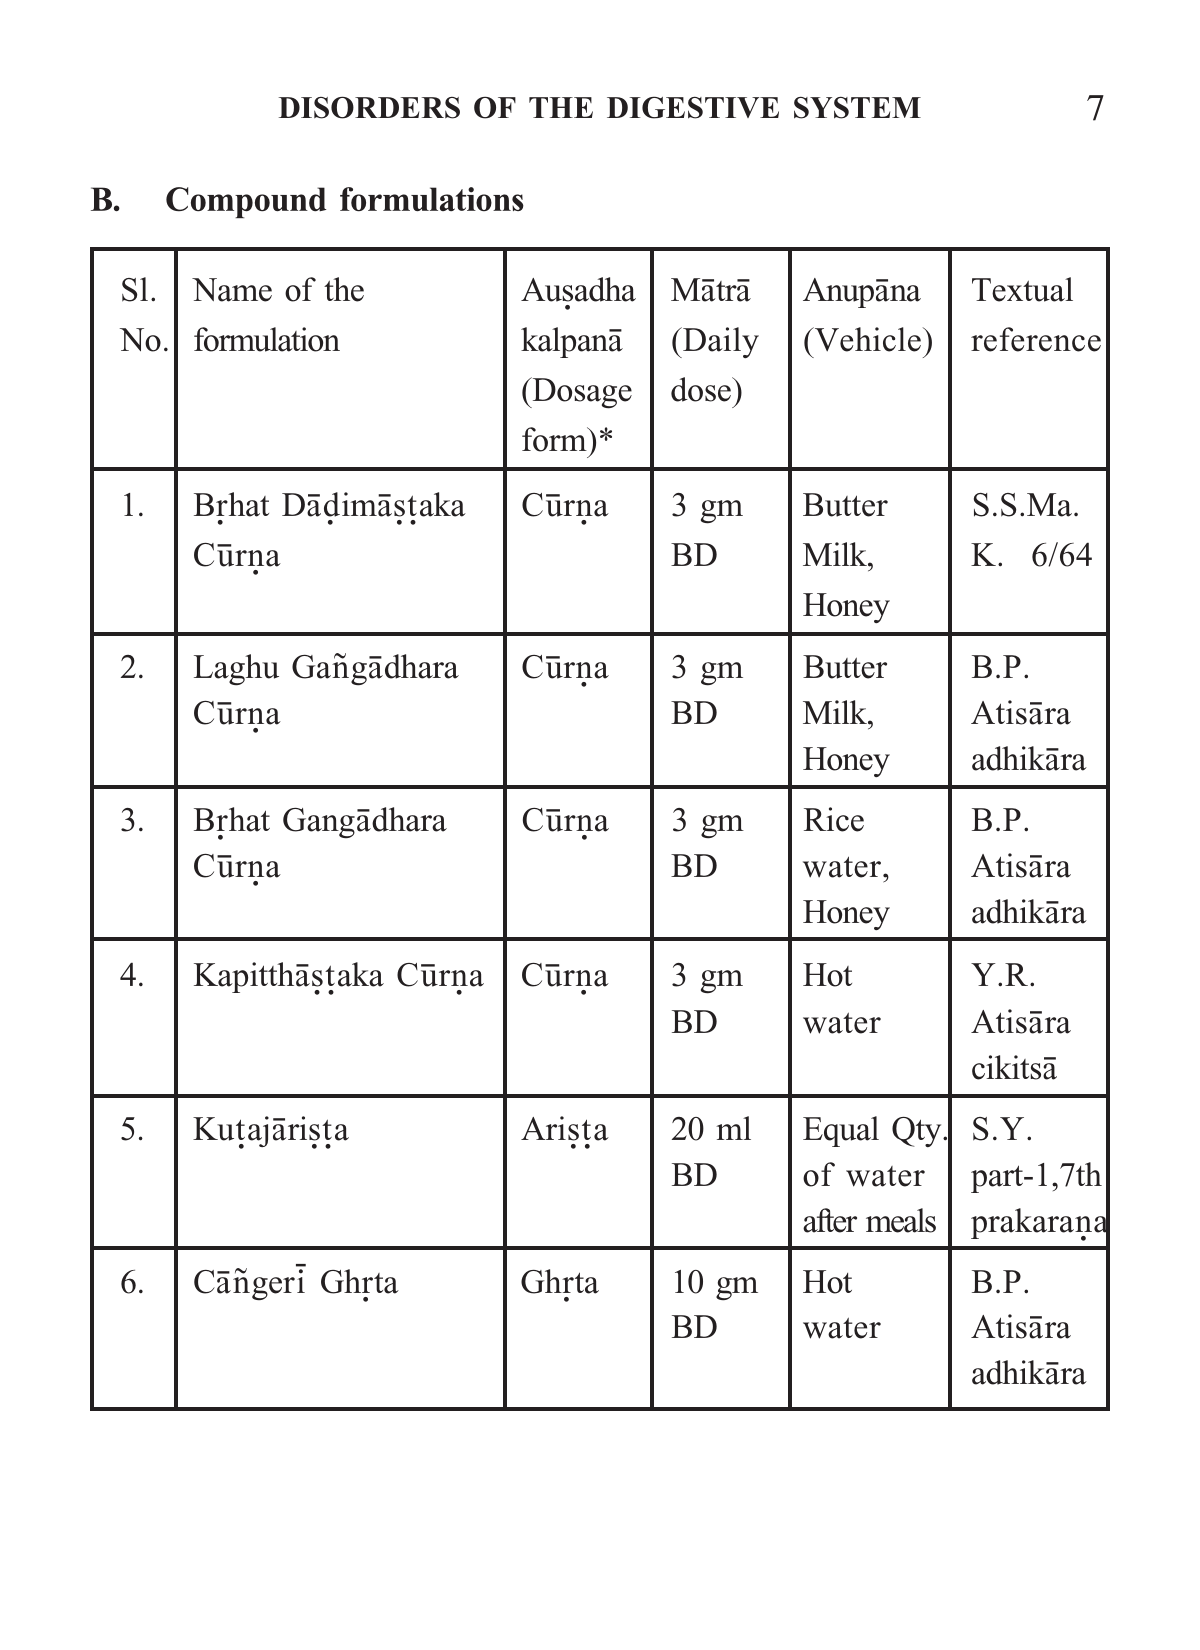 DISORDERS OF THE DIGESTIVE SYSTEM 7
B. Compound formulations
Sl. No.
Name of the formulation
Auṣadha kalpanā (Dosage form)*
Mātrā (Daily dose)
Anupāna (Vehicle)
Textual reference
1.
Bṛhat Dāḍimāṣṭaka
Cūrṇa
Cūrṇa
3 gm
BD
Butter
Milk,
Honey
S.S.Ma.
K. 6/64
2.
Laghu Gañgādhara
Cūrṇa
Cūrṇa
3 gm
BD
Butter
Milk,
Honey
B.P.
Atisāra
adhikāra
3.
Bṛhat Gangādhara
Cūrṇa
Cūrṇa
3 gm
BD
Rice
water,
Honey
B.P.
Atisāra
adhikāra
4.
Kapitthāṣṭaka Cūrṇa
Cūrṇa
3 gm
BD
Hot
water
Y.R.
Atisāra
cikitsā
5.
Kuṭajāriṣṭa
Ariṣṭa
20 ml
BD
Equal Qty.
of water
after meals
S.Y.
part-1,7th
prakaraṇa
6.
Cāñgerī Ghṛta
Ghṛta
10 gm
BD
Hot
water
B.P.
Atisāra
adhikāra